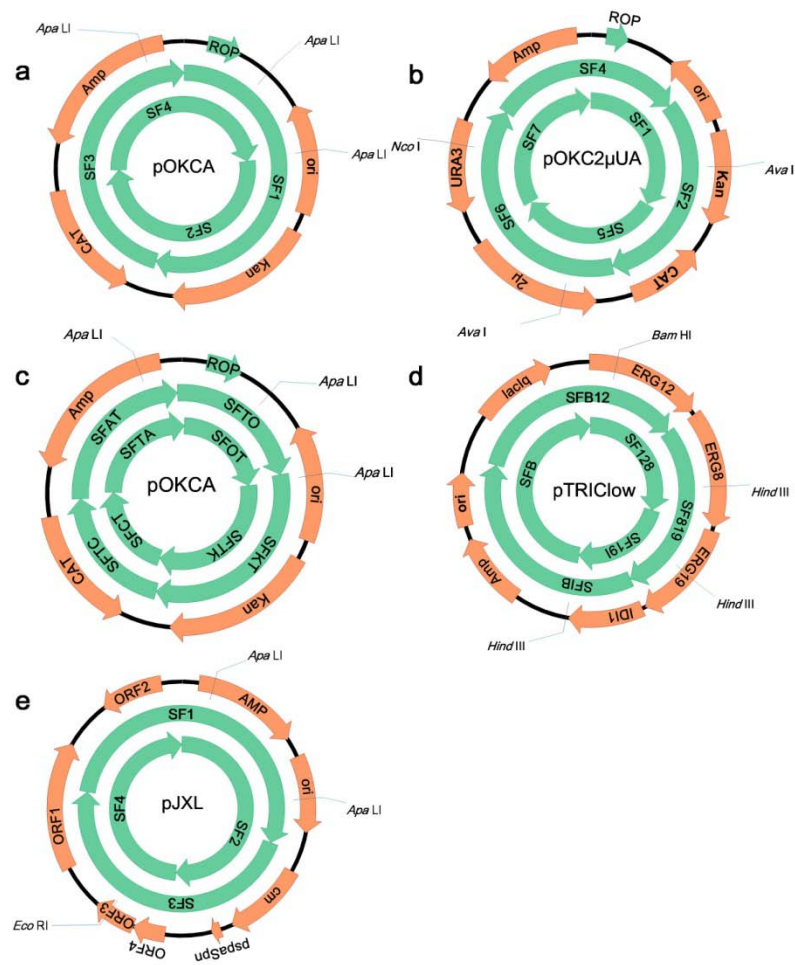 a
Apa LI
ROP
Apa LI
Amp
SF4
SF3
pOKCA
SF1
ori
Apa LI
SF2
CAT
Kan
b
ROP
Amp
SF4
ori
SF7
SF1
Nco I
URA3
pOKC2µUA
Kan
Ava I
SF2
SF6
SF5
2µ
CAT
Ava I
c
Apa LI
ROP
Apa LI
Amp
SFAT
SFTO
SFTA
SFOT
pOKCA
Apa LI
ori
SFCT
SFTK
SFTC
SFKT
CAT
Kan
d
Bam HI
lacIq
ERG12
SFB12
ERG8
SFB
SF128
pTRIClow
Hind III
ori
SF819
SF19I
Amp
SFIB
ERG19
Hind III
IDI1
Hind III
e
Apa LI
ORF2
AMP
SF1
ori
ORF1
SF4
pJXL
SF2
Apa LI
SF3
cm
ORF3
Eco RI
ORF4
pspaSpn